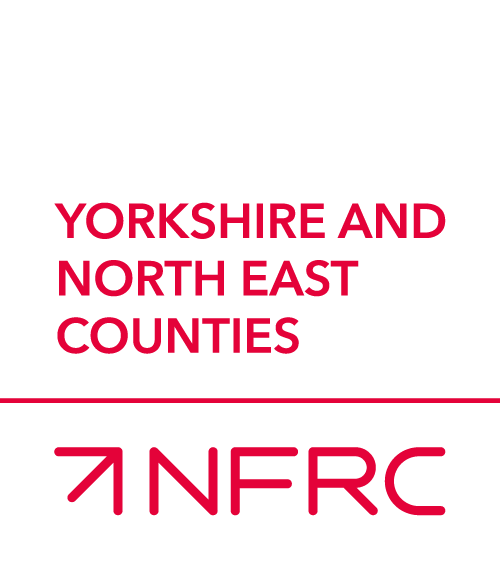 YORKSHIRE AND
NORTH EAST
COUNTIES
NFRC